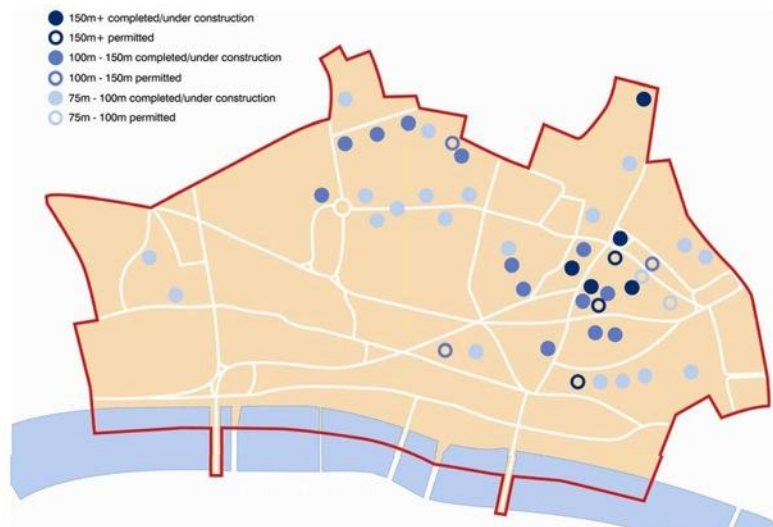 150m+ completed/under construction
150m+ permitted
100m - 150m completed/under construction
100m - 150m permitted
75m - 100m completed/under construction
75m - 100m permitted